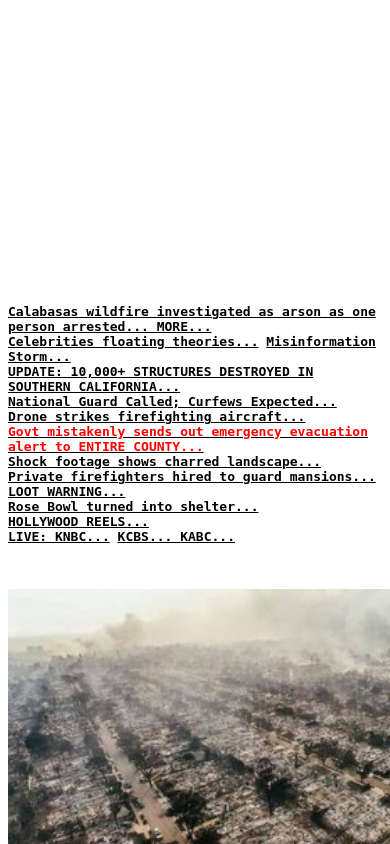 Calabasas wildfire investigated as arson as one
person arrested... MORE...
Celebrities floating theories... Misinformation
Storm...
UPDATE: 10,000+ STRUCTURES DESTROYED IN
SOUTHERN CALIFORNIA...
National Guard Called; Curfews Expected...
Drone strikes firefighting aircraft...
Govt mistakenly sends out emergency evacuation
alert to ENTIRE COUNTY...
Shock footage shows charred landscape...
Private firefighters hired to guard mansions...
LOOT WARNING...
Rose Bowl turned into shelter...
HOLLYWOOD REELS...
LIVE: KNBC... KCBS... KABC...